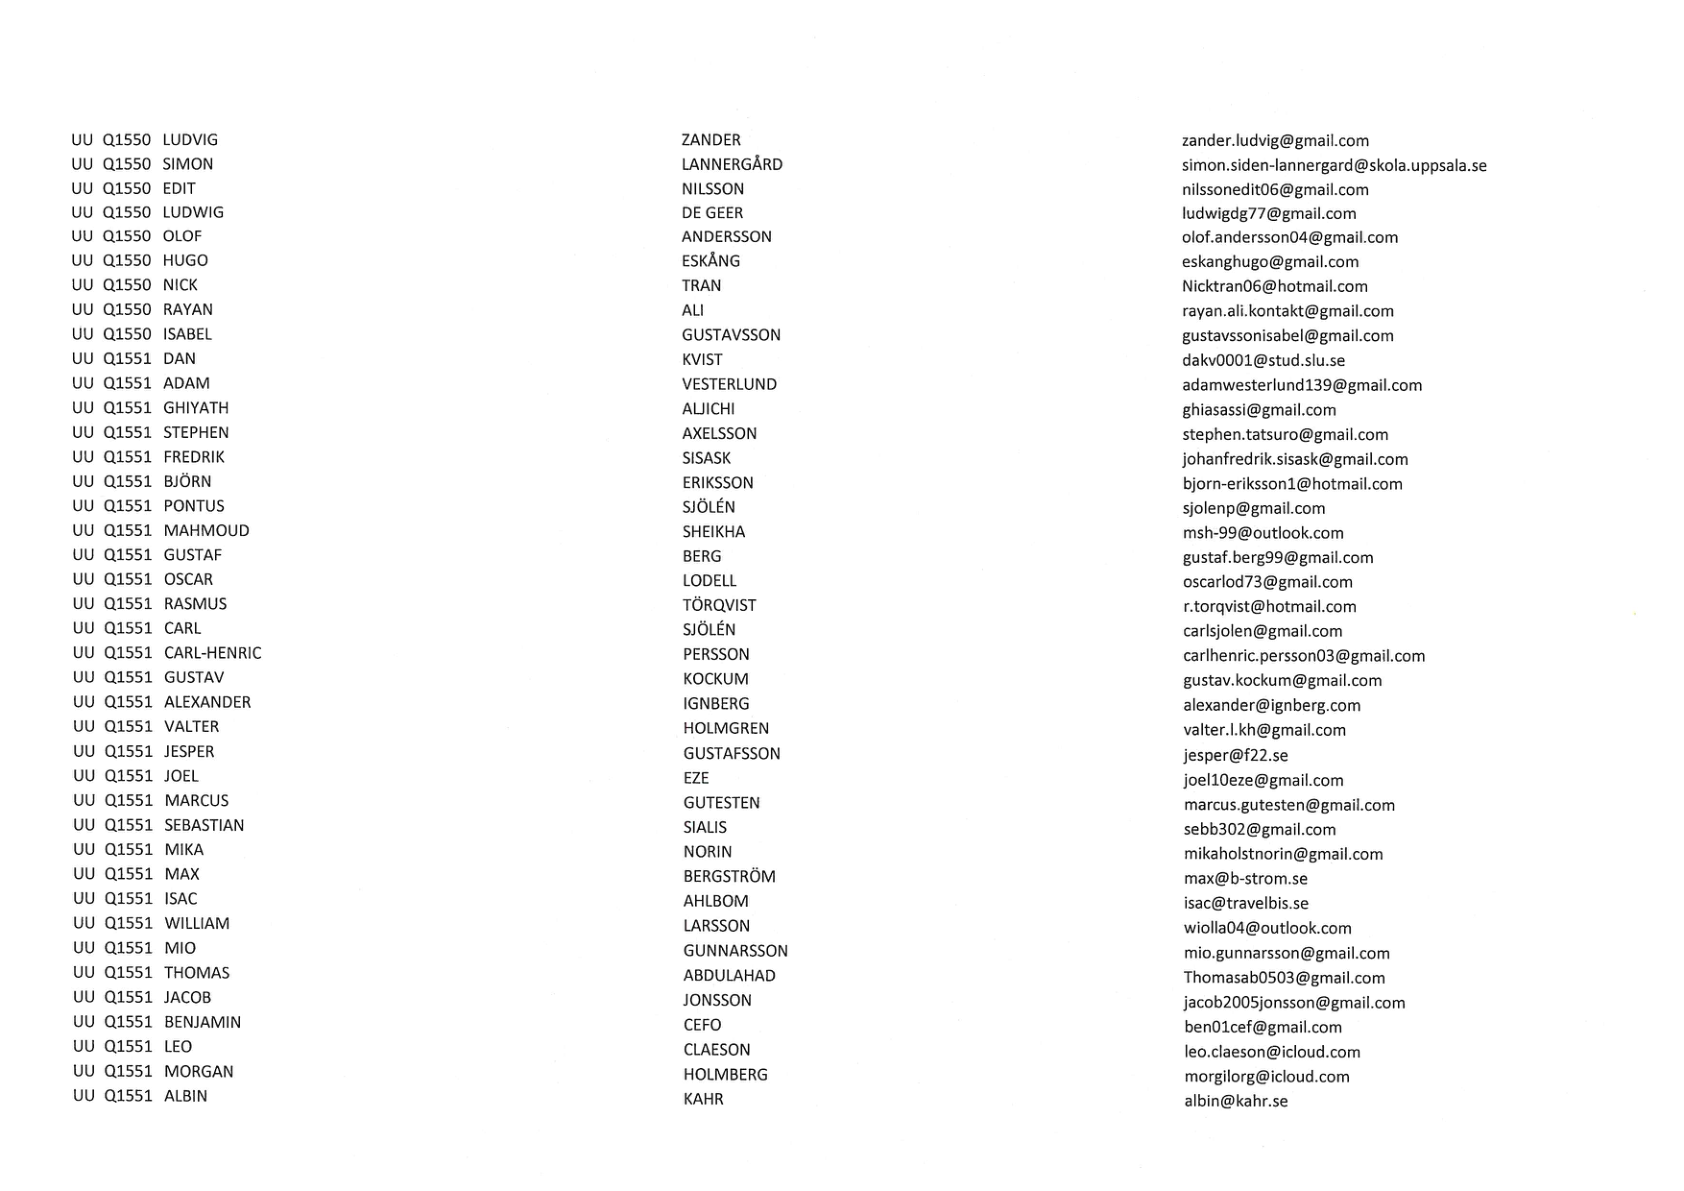 UU Q1550 LUDVIG ZANDER zander.ludvig@gmail.com
UU Q1550 SIMON LANNERGÅRD simon.siden-lannergard@skola.uppsala.se
UU Q1550 EDIT NILSSON nilssonedit06@gmail.com
UU Q1550 LUDWIG DE GEER ludwigdg77@gmail.com
UU Q1550 OLOF ANDERSSON olof.andersson04@gmail.com
UU Q1550 HUGO ESKÅNG eskanghugo@gmail.com
UU Q1550 NICK TRAN Nicktran06@hotmail.com
UU Q1550 RAYAN ALI rayan.ali.kontakt@gmail.com
UU Q1550 ISABEL GUSTAVSSON gustavssonisabel@gmail.com
UU Q1551 DAN KVIST dakv0001@stud.slu.se
UU Q1551 ADAM VESTERLUND adamwesterlund139@gmail.com
UU Q1551 GHIYATH ALJICHI ghiasassi@gmail.com
UU Q1551 STEPHEN AXELSSON stephen.tatsuro@gmail.com
UU Q1551 FREDRIK SISASK johanfredrik.sisask@gmail.com
UU Q1551 BJÖRN ERIKSSON bjorn-eriksson1@hotmail.com
UU Q1551 PONTUS SJÖLÉN sjolenp@gmail.com
UU Q1551 MAHMOUD SHEIKHA msh-99@outlook.com
UU Q1551 GUSTAF BERG gustaf.berg99@gmail.com
UU Q1551 OSCAR LODELL oscarlod73@gmail.com
UU Q1551 RASMUS TÖRQVIST r.torqvist@hotmail.com
UU Q1551 CARL SJÖLÉN carlsjolen@gmail.com
UU Q1551 CARL-HENRIC PERSSON carlhenric.persson03@gmail.com
UU Q1551 GUSTAV KOCKUM gustav.kockum@gmail.com
UU Q1551 ALEXANDER IGNBERG alexander@ignberg.com
UU Q1551 VALTER HOLMGREN valter.l.kh@gmail.com
UU Q1551 JESPER GUSTAFSSON jesper@f22.se
UU Q1551 JOEL EZE joel10eze@gmail.com
UU Q1551 MARCUS GUTESTEN marcus.gutesten@gmail.com
UU Q1551 SEBASTIAN SIALIS sebb302@gmail.com
UU Q1551 MIKA NORIN mikaholstnorin@gmail.com
UU Q1551 MAX BERGSTRÖM max@b-strom.se
UU Q1551 ISAC AHLBOM isac@travelbis.se
UU Q1551 WILLIAM LARSSON wiolla04@outlook.com
UU Q1551 MIO GUNNARSSON mio.gunnarsson@gmail.com
UU Q1551 THOMAS ABDULAHAD Thomasab0503@gmail.com
UU Q1551 JACOB JONSSON jacob2005jonsson@gmail.com
UU Q1551 BENJAMIN CEFO ben01cef@gmail.com
UU Q1551 LEO CLAESON leo.claeson@icloud.com
UU Q1551 MORGAN HOLMBERG morgilorg@icloud.com
UU Q1551 ALBIN KAHR albin@kahr.se